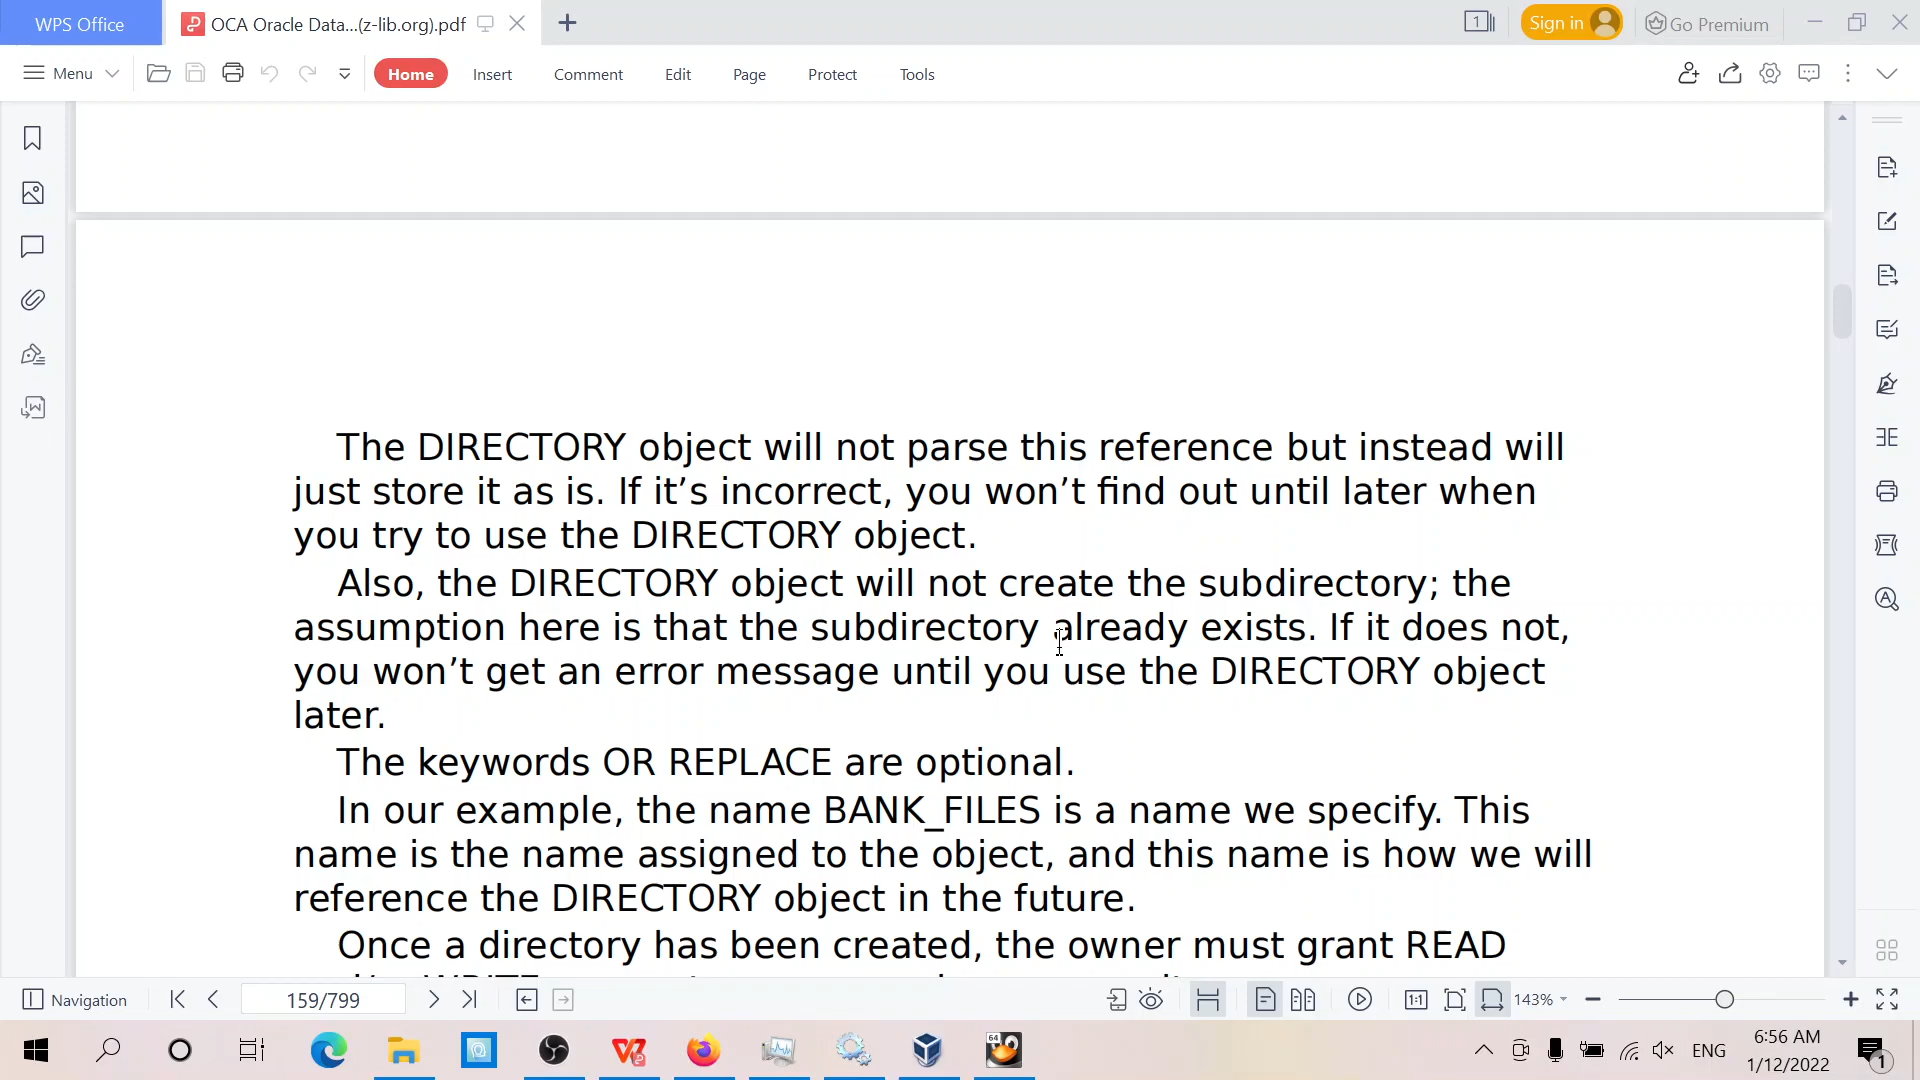 WPS Office
OCA Oracle Data...(z-lib.org).pdf
1
Sign in
Go Premium
Menu
Home
Insert
Comment
Edit
Page
Protect
Tools
The DIRECTORY object will not parse this reference but instead will
just store it as is. If it’s incorrect, you won’t find out until later when
you try to use the DIRECTORY object.
Also, the DIRECTORY object will not create the subdirectory; the
assumption here is that the subdirectory already exists. If it does not,
you won’t get an error message until you use the DIRECTORY object
later.
The keywords OR REPLACE are optional.
In our example, the name BANK_FILES is a name we specify. This
name is the name assigned to the object, and this name is how we will
reference the DIRECTORY object in the future.
Once a directory has been created, the owner must grant READ
Navigation
159/799
1:1
143%
64
ENG
6:56 AM
1/12/2022
1